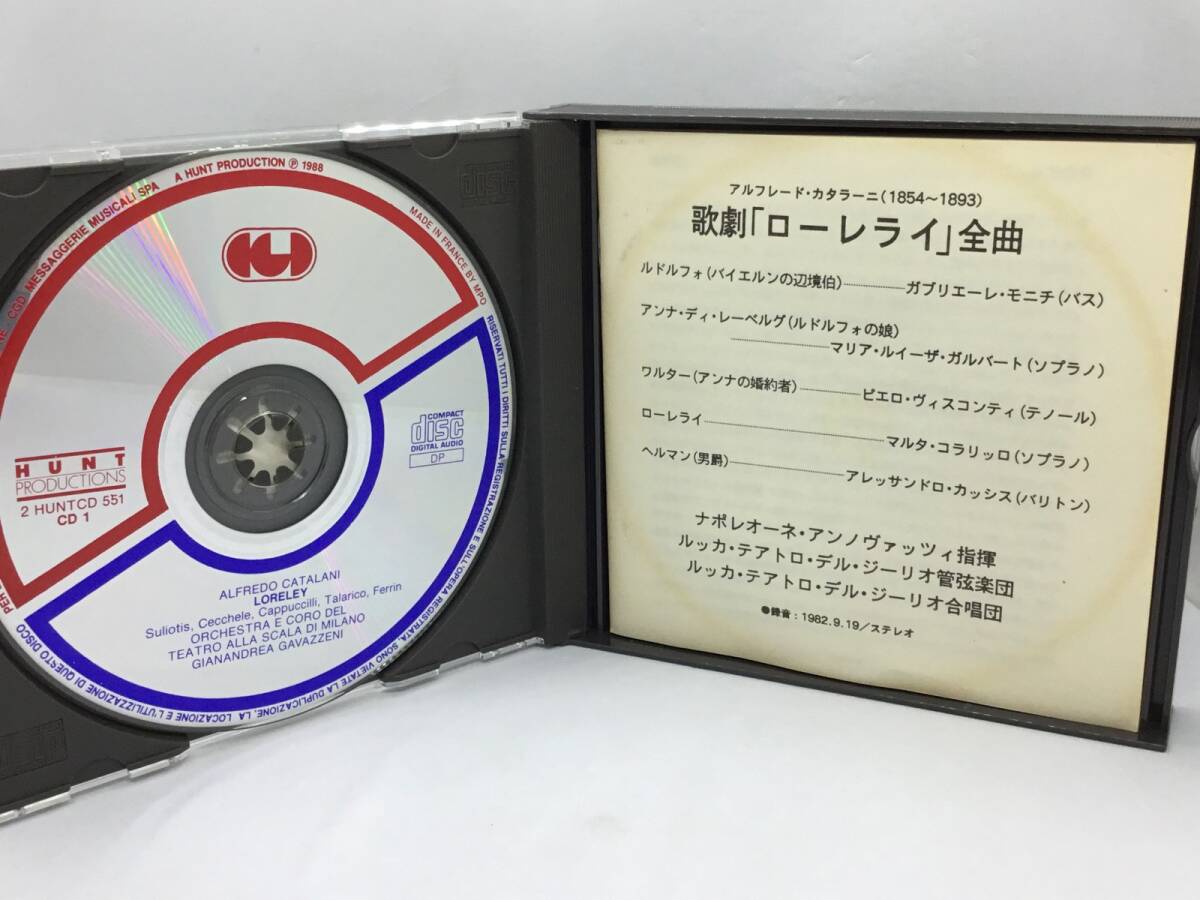 CGD MESSAGGERIE MUSICALI SPA A HUNT PRODUCTION ℗ 1988
MADE IN FRANCE BY MPO
RISERVATI TUTTI I DIRITTI SULLA REGISTRAZIONE E SULL'OPERA REGISTRATA. SONO VIETATE LA DUPLICAZIONE, LA LOCAZIONE E L'UTILIZZAZIONE DI QUESTO DISCO
COMPACT
disc
DIGITAL AUDIO
DP
HUNT
PRODUCTIONS
2 HUNTCD 551
CD 1
ALFREDO CATALANI
LORELEY
Suliotis, Cecchele, Cappuccilli, Talarico, Ferrin
ORCHESTRA E CORO DEL
TEATRO ALLA SCALA DI MILANO
GIANANDREA GAVAZZENI
アルフレード・カタラーニ(1854~1893)
歌劇「ローレライ」全曲
ルドルフォ(バイエルンの辺境伯)―――ガブリエーレ・モニチ(バス)
アンナ・ディ・レーベルグ(ルドルフォの娘)
―――マリア・ルイーザ・ガルバート(ソプラノ)
ワルター(アンナの婚約者)―――ピエロ・ヴィスコンティ(テノール)
ローレライ―――マルタ・コラリッロ(ソプラノ)
ヘルマン(男爵)―――アレッサンドロ・カッシス(バリトン)
ナポレオーネ・アンノヴァッツィ指揮
ルッカ・テアトロ・デル・ジーリオ管弦楽団
ルッカ・テアトロ・デル・ジーリオ合唱団
●録音:1982.9.19/ステレオ